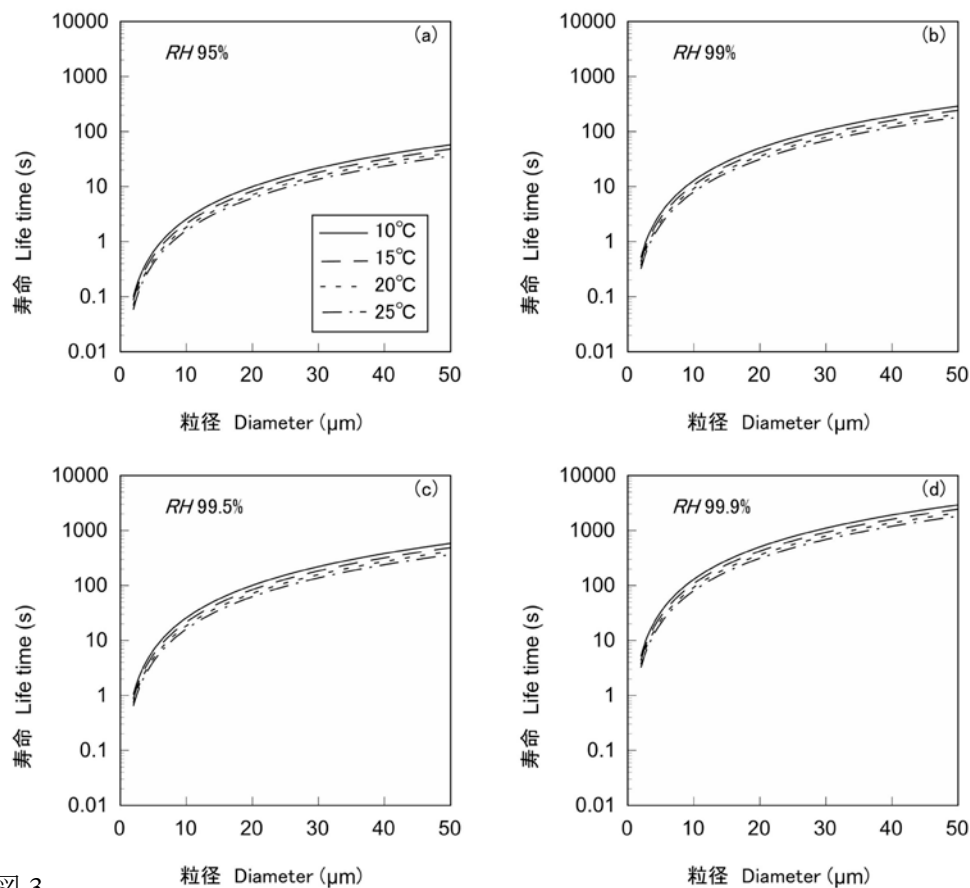 (a)
RH 95%
10000
1000
100
10
1
0.1
0.01
寿命 Life time (s)
10℃
15℃
20℃
25℃
0 10 20 30 40 50
粒径 Diameter (μm)
(b)
RH 99%
10000
1000
100
10
1
0.1
0.01
寿命 Life time (s)
0 10 20 30 40 50
粒径 Diameter (μm)
(c)
RH 99.5%
10000
1000
100
10
1
0.1
0.01
寿命 Life time (s)
0 10 20 30 40 50
粒径 Diameter (μm)
(d)
RH 99.9%
10000
1000
100
10
1
0.1
0.01
寿命 Life time (s)
0 10 20 30 40 50
粒径 Diameter (μm)